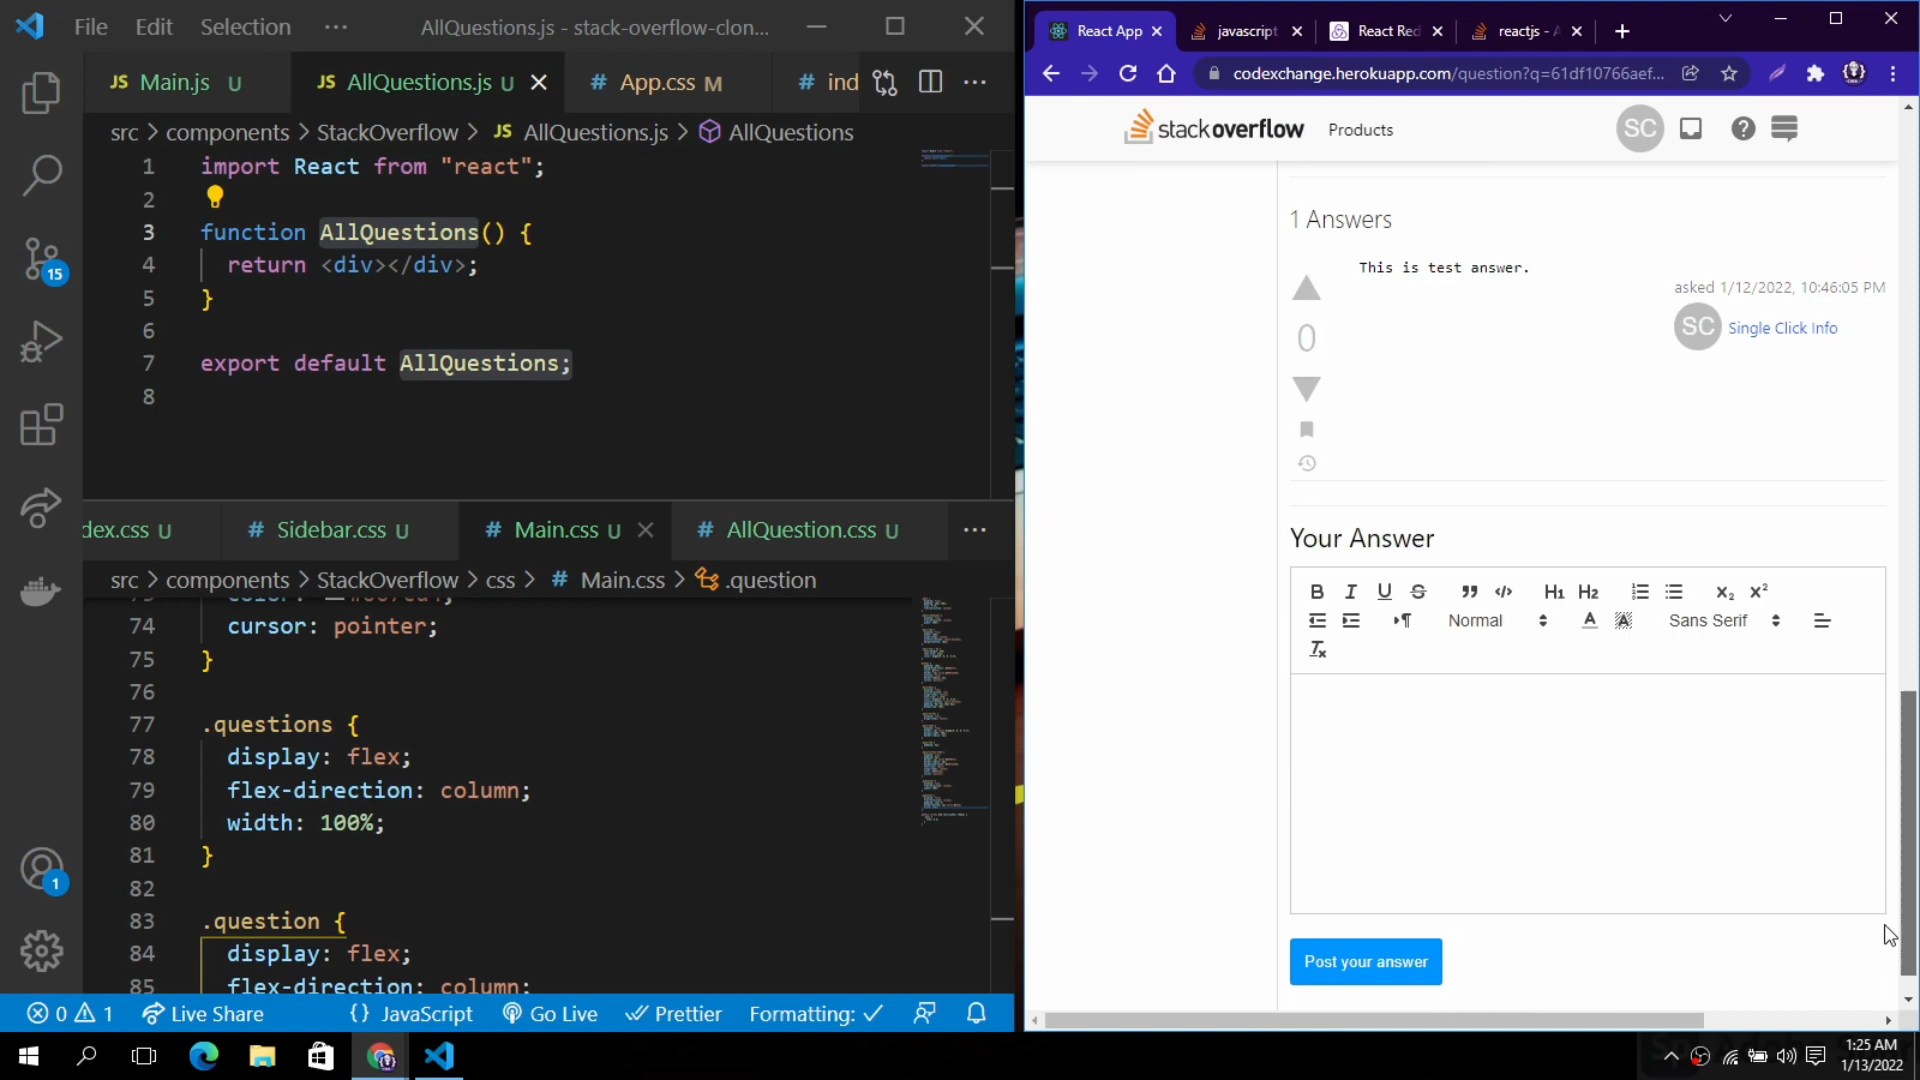 File Edit Selection ··· AllQuestions.js - stack-overflow-clon...
JS Main.js U JS AllQuestions.js U # App.css M # ind
src > components > StackOverflow > JS AllQuestions.js > AllQuestions
1 import React from "react";
2
3 function AllQuestions() {
4 return <div></div>;
5 }
6
7 export default AllQuestions;
8
15
dex.css U # Sidebar.css U # Main.css U # AllQuestion.css U
src > components > StackOverflow > css > # Main.css > .question
74 cursor: pointer;
75 }
76
77 .questions {
78 display: flex;
79 flex-direction: column;
80 width: 100%;
81 }
82
83 .question {
84 display: flex;
85 flex-direction: column;
1
0 1 Live Share {} JavaScript Go Live Prettier Formatting: ✓
React App javascript React Red reactjs - A
codexchange.herokuapp.com/question?q=61df10766aef...
stackoverflow Products SC
1 Answers
This is test answer.
asked 1/12/2022, 10:46:05 PM
0
SC Single Click Info
Your Answer
B I U S H1 H2 X2 X2
Normal A A Sans Serif
Tx
Post your answer
1:25 AM
1/13/2022